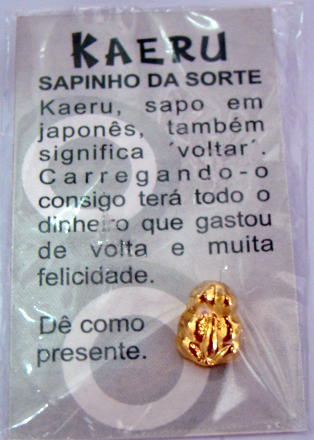 KAERU
SAPINHO DA SORTE
Kaeru, sapo em
japonês, também
significa ´voltar´.
Carregando-o
consigo terá todo o
dinheiro que gastou
de volta e muita
felicidade.
Dê como
presente.